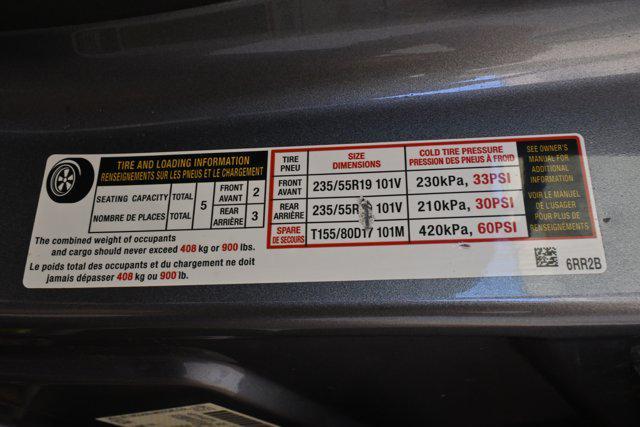 TIRE AND LOADING INFORMATION
RENSEIGNEMENTS SUR LES PNEUS ET LE CHARGEMENT
SEATING CAPACITY TOTAL 5 FRONT AVANT 2
NOMBRE DE PLACES TOTAL REAR ARRIÈRE 3
The combined weight of occupants
and cargo should never exceed 408 kg or 900 lbs.
Le poids total des occupants et du chargement ne doit
jamais dépasser 408 kg ou 900 lb.
TIRE PNEU SIZE DIMENSIONS COLD TIRE PRESSURE PRESSION DES PNEUS À FROID
FRONT AVANT 235/55R19 101V 230kPa, 33PSI
REAR ARRIÈRE 235/55R 101V 210kPa, 30PSI
SPARE DE SECOURS T155/80D17 101M 420kPa, 60PSI
SEE OWNER'S
MANUAL FOR
ADDITIONAL
INFORMATION
VOIR LE MANUEL
DE L'USAGER
POUR PLUS DE
RENSEIGNEMENTS
6RR2B